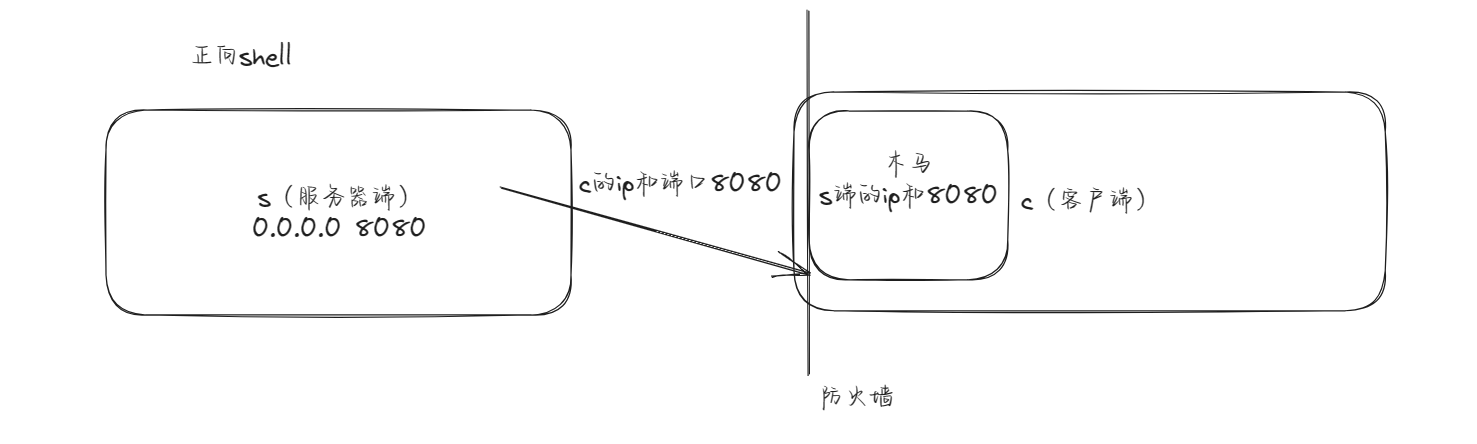 正向shell
s（服务器端）
0.0.0.0 8080
c的ip和端口8080
木马
s端的ip和8080
c（客户端）
防火墙